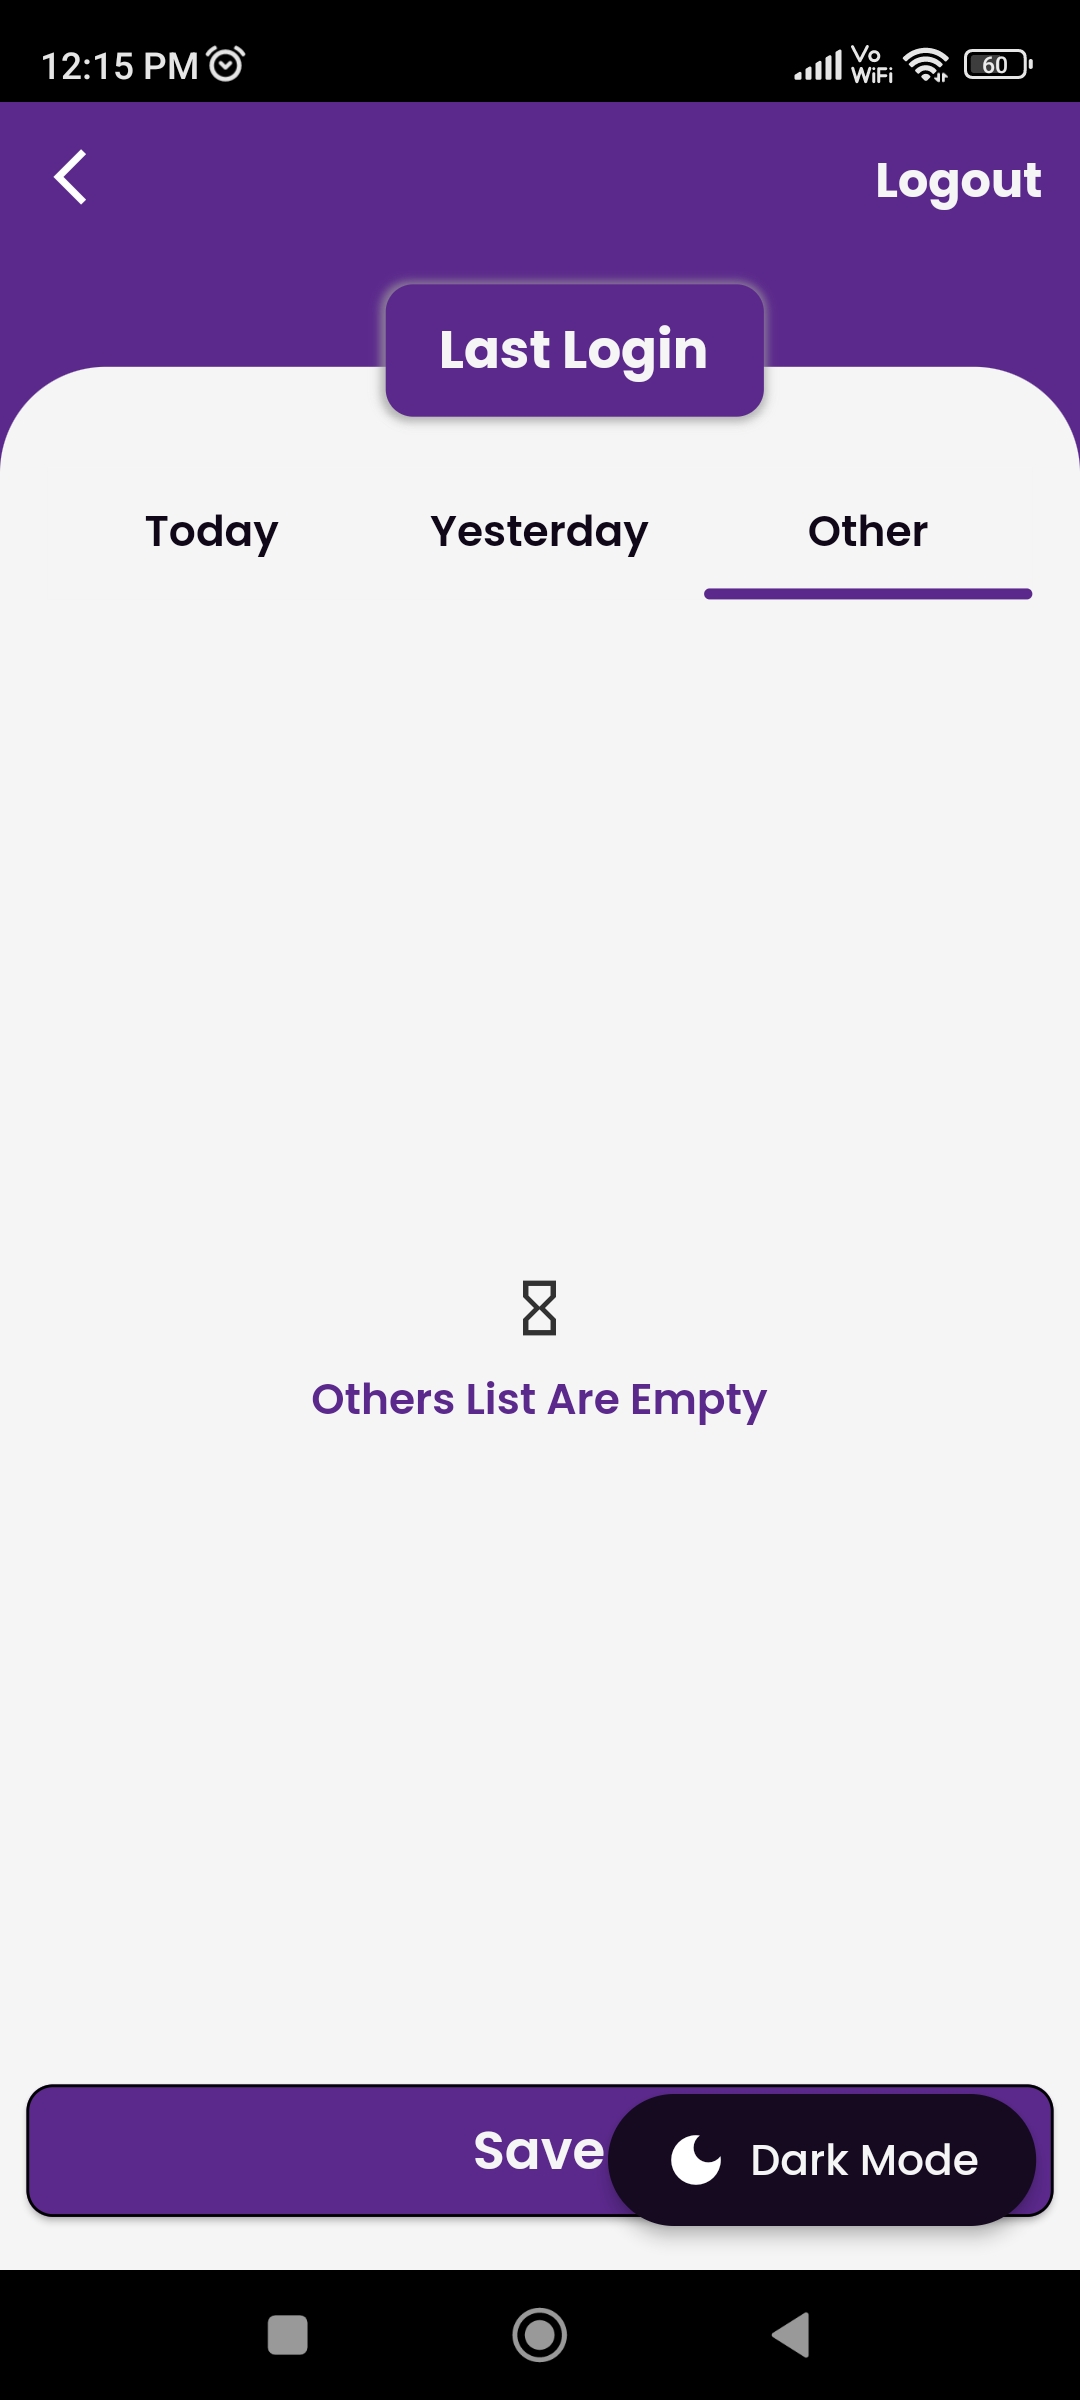 12:15 PM
Vo
WiFi
60
Logout
Last Login
Today Yesterday Other
Others List Are Empty
Save
Dark Mode